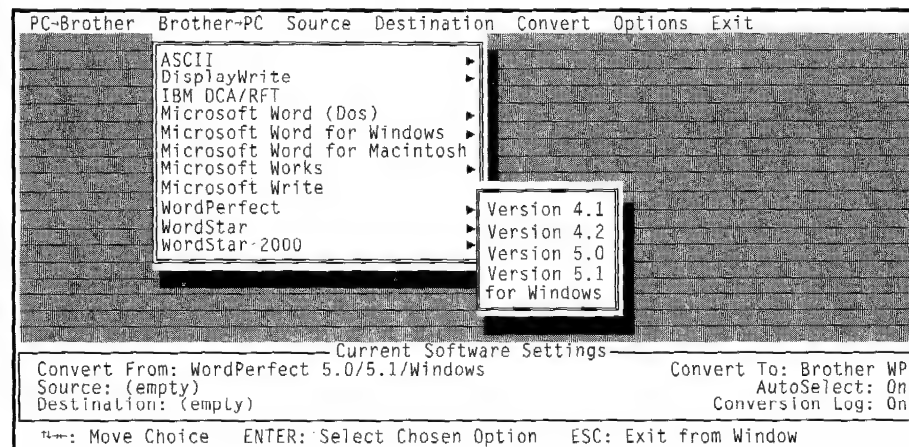 PC→Brother Brother→PC Source Destination Convert Options Exit
ASCII ►
DisplayWrite ►
IBM DCA/RFT
Microsoft Word (Dos) ►
Microsoft Word for Windows ►
Microsoft Word for Macintosh
Microsoft Works ►
Microsoft Write
WordPerfect ►
WordStar ►
WordStar 2000 ►
Version 4.1
Version 4.2
Version 5.0
Version 5.1
for Windows
Current Software Settings
Convert From: WordPerfect 5.0/5.1/Windows Convert To: Brother WP
Source: (empty) AutoSelect: On
Destination: (empty) Conversion Log: On
↑↓←→: Move Choice ENTER: Select Chosen Option ESC: Exit from Window